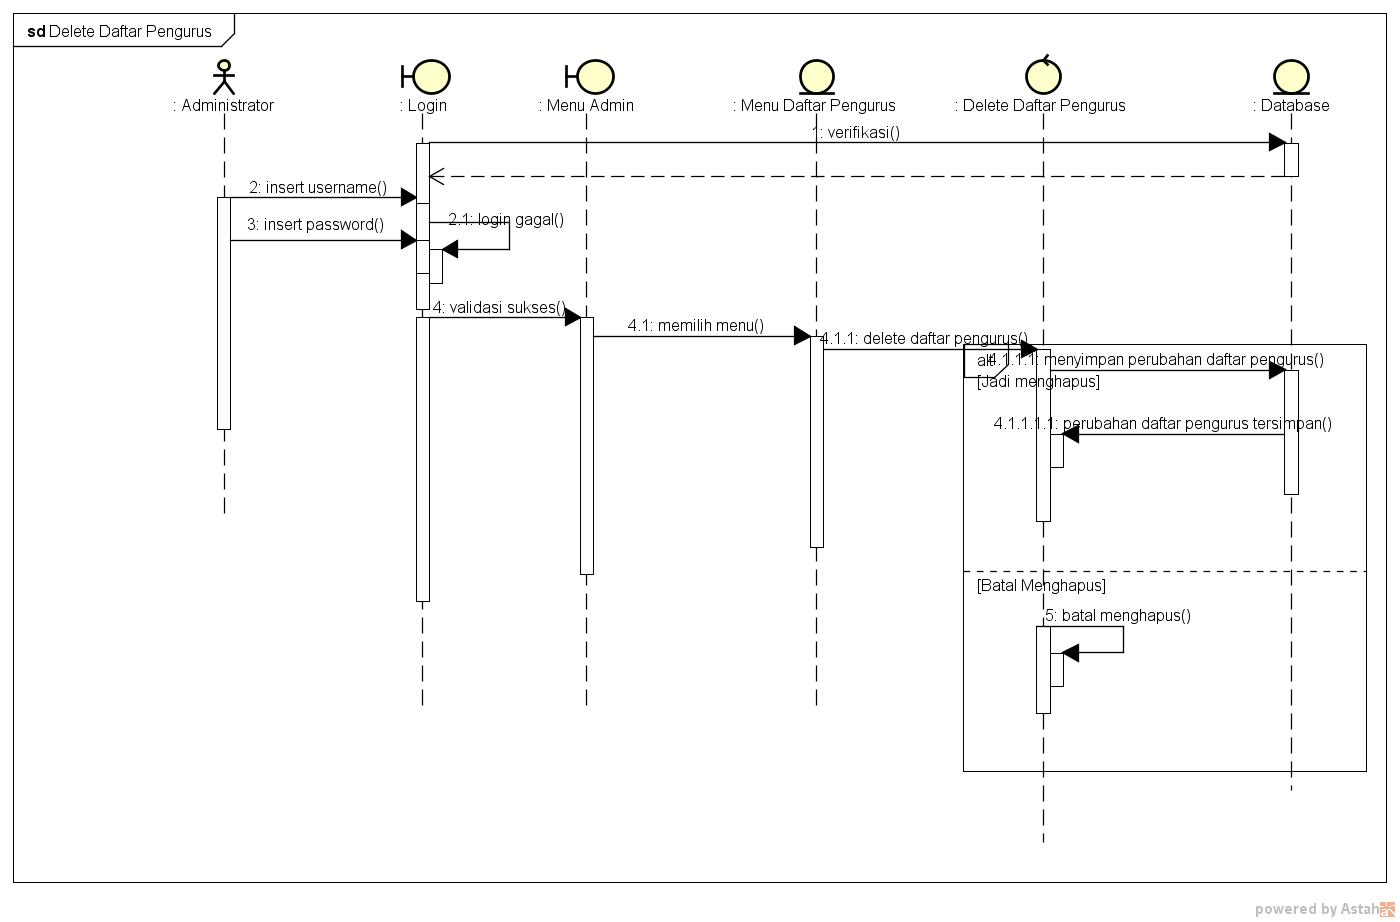 sd Delete Daftar Pengurus
: Administrator
: Login
: Menu Admin
: Menu Daftar Pengurus
: Delete Daftar Pengurus
: Database
1: verifikasi()
2: insert username()
2.1: login gagal()
3: insert password()
4: validasi sukses()
4.1: memilih menu()
4.1.1: delete daftar pengurus()
alt
4.1.1.1: menyimpan perubahan daftar pengurus()
[Jadi menghapus]
4.1.1.1.1: perubahan daftar pengurus tersimpan()
[Batal Menghapus]
5: batal menghapus()
powered by Astah